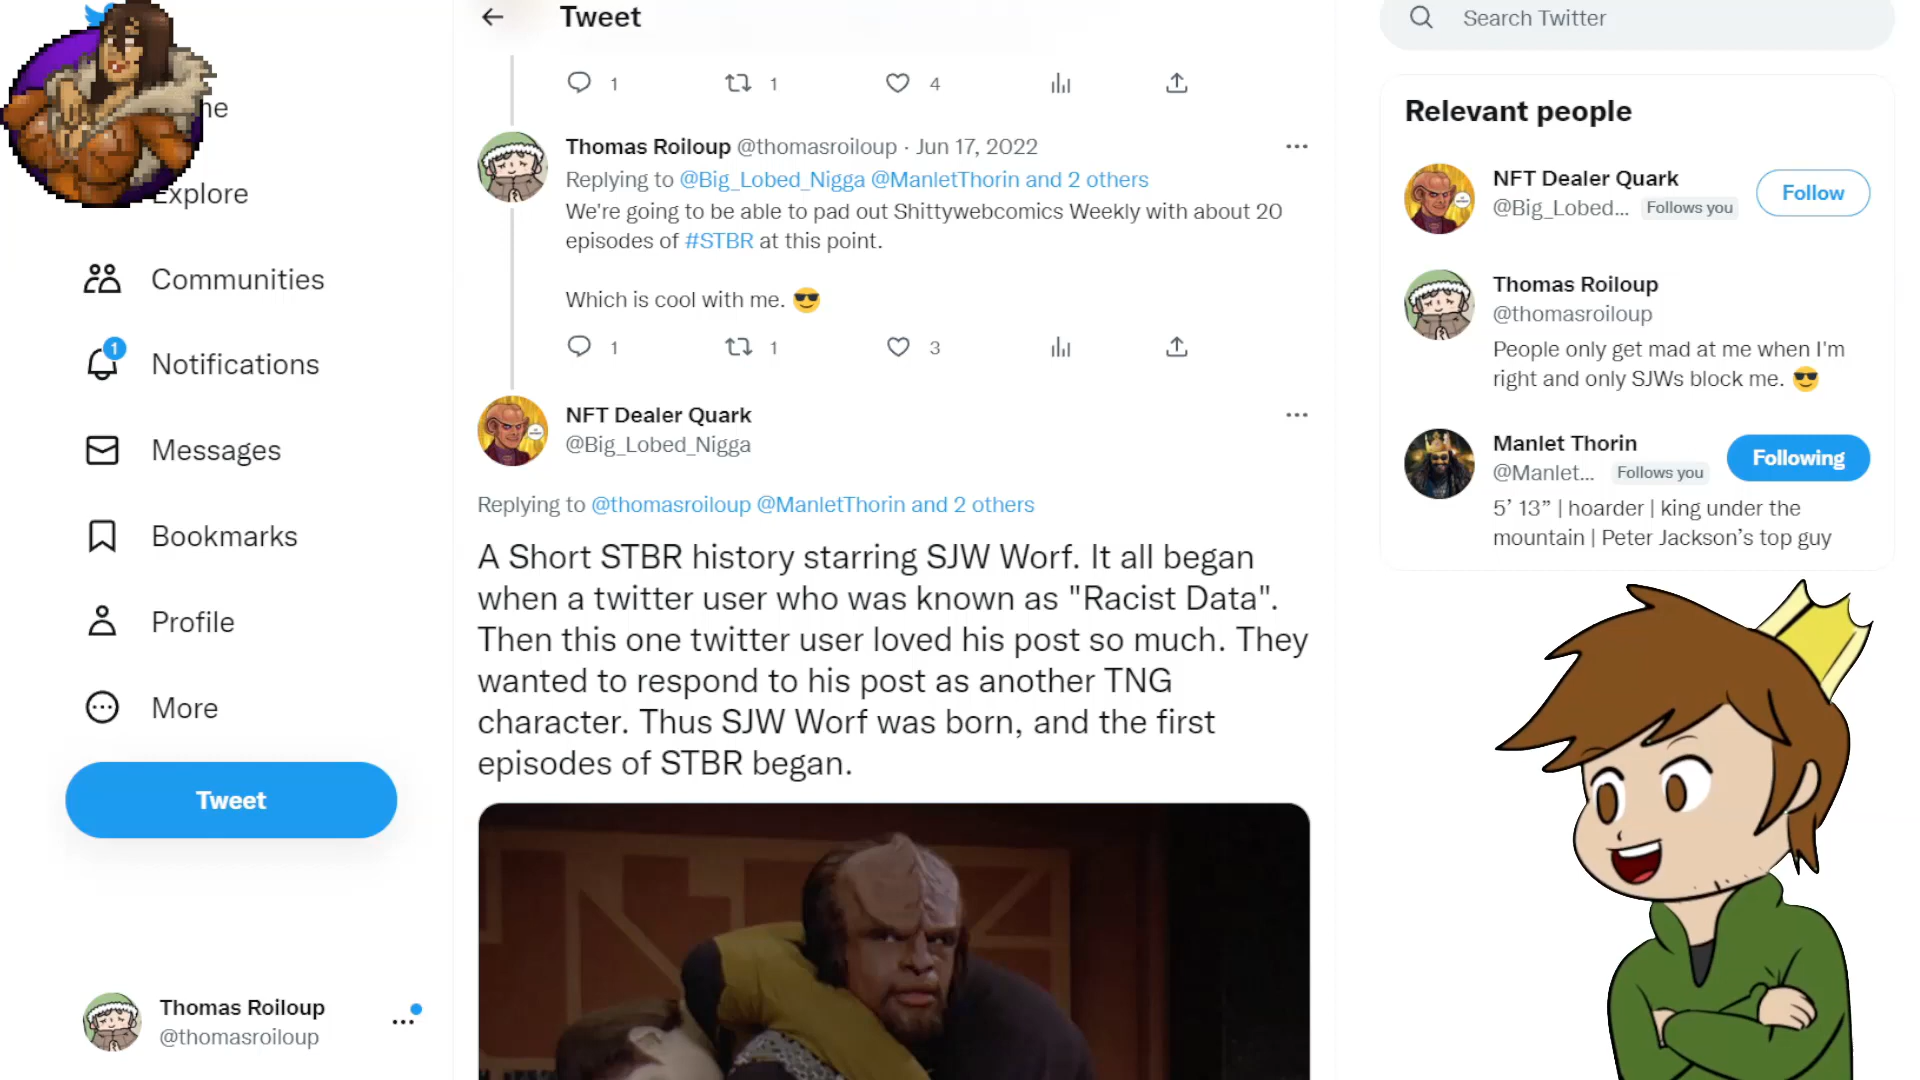 Tweet
Search Twitter
1
1
4
Thomas Roiloup @thomasroiloup · Jun 17, 2022
Replying to @Big_Lobed_Nigga @ManletThorin and 2 others
We're going to be able to pad out Shittywebcomics Weekly with about 20
episodes of #STBR at this point.
Which is cool with me. 😎
1
1
3
NFT Dealer Quark
@Big_Lobed_Nigga
Replying to @thomasroiloup @ManletThorin and 2 others
A Short STBR history starring SJW Worf. It all began
when a twitter user who was known as "Racist Data".
Then this one twitter user loved his post so much. They
wanted to respond to his post as another TNG
character. Thus SJW Worf was born, and the first
episodes of STBR began.
me
Explore
Communities
1
Notifications
Messages
Bookmarks
Profile
More
Tweet
Thomas Roiloup
@thomasroiloup
Relevant people
NFT Dealer Quark
@Big_Lobed... Follows you
Follow
Thomas Roiloup
@thomasroiloup
People only get mad at me when I'm
right and only SJWs block me. 😎
Manlet Thorin
@Manlet... Follows you
Following
5’ 13” | hoarder | king under the
mountain | Peter Jackson’s top guy